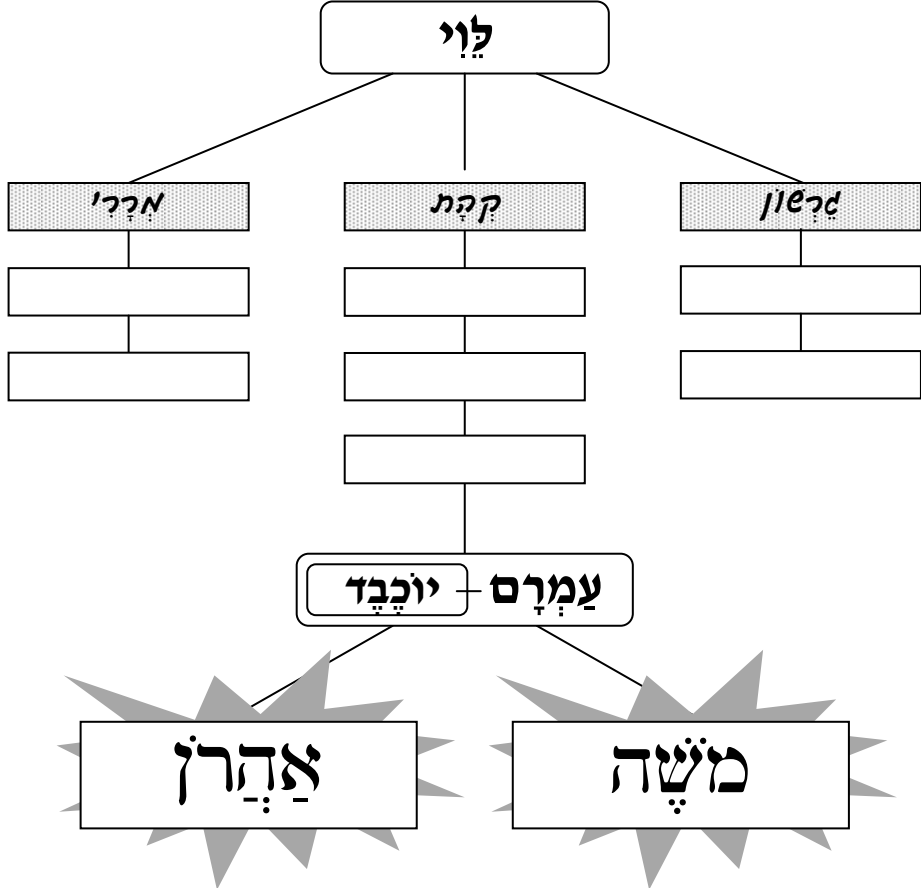 לֵוִי
גֵרְשׁוֹן
קְהָת
מְרָרִי
עַמְרָם – יוֹכֶבֶד
מֹשֶׁה
אַהֲרֹן